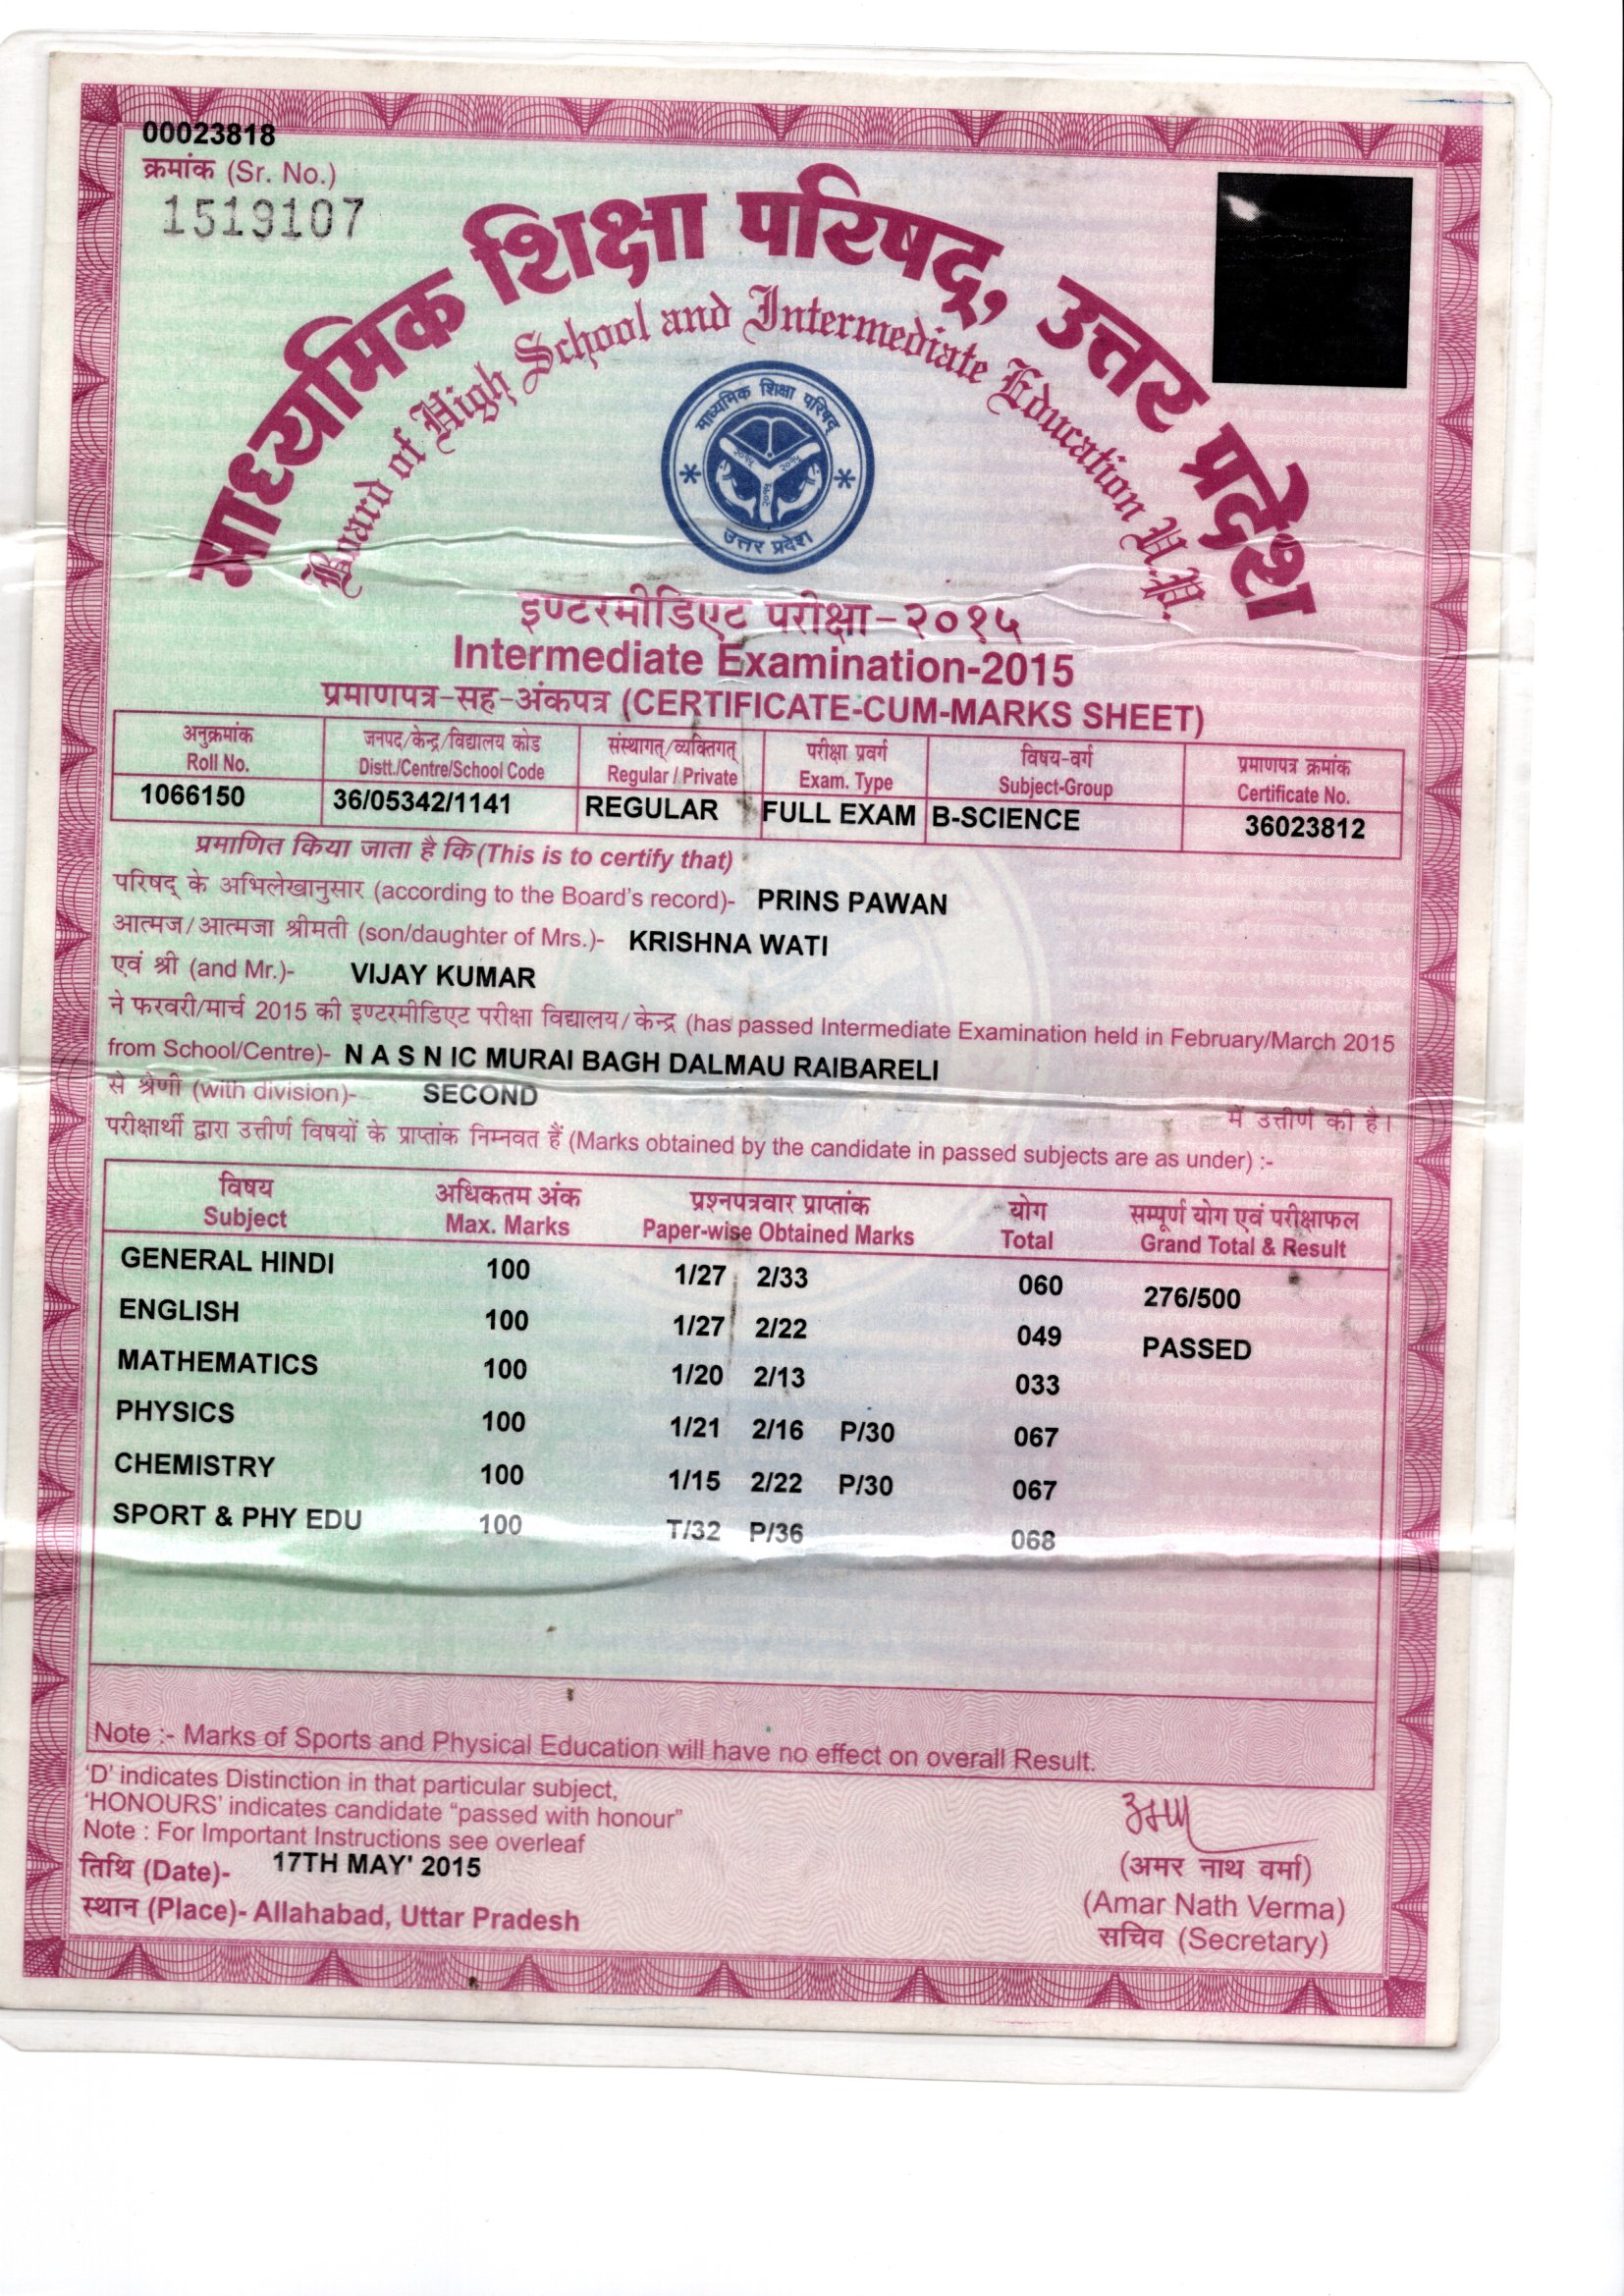 00023818
क्रमांक (Sr. No.)
1519107
माध्यमिक शिक्षा परिषद्, उत्तर प्रदेश
Board of High School and Intermediate Education U.P.
माध्यमिक शिक्षा परिषद्
उत्तर प्रदेश
इण्टरमीडिएट परीक्षा-२०१५
Intermediate Examination-2015
प्रमाणपत्र-सह-अंकपत्र (CERTIFICATE-CUM-MARKS SHEET)
अनुक्रमांक जनपद/केन्द्र/विद्यालय कोड संस्थागत्/व्यक्तिगत् परीक्षा प्रवर्ग विषय-वर्ग प्रमाणपत्र क्रमांक
Roll No. Distt./Centre/School Code Regular / Private Exam. Type Subject-Group Certificate No.
1066150 36/05342/1141 REGULAR FULL EXAM B-SCIENCE 36023812
प्रमाणित किया जाता है कि (This is to certify that)
परिषद् के अभिलेखानुसार (according to the Board's record)- PRINS PAWAN
आत्मज/आत्मजा श्रीमती (son/daughter of Mrs.)- KRISHNA WATI
एवं श्री (and Mr.)- VIJAY KUMAR
ने फरवरी/मार्च 2015 की इण्टरमीडिएट परीक्षा विद्यालय/केन्द्र (has passed Intermediate Examination held in February/March 2015
from School/Centre)- N A S N IC MURAI BAGH DALMAU RAIBARELI
से श्रेणी (with division)- SECOND में उत्तीर्ण की है।
परीक्षार्थी द्वारा उत्तीर्ण विषयों के प्राप्तांक निम्नवत हैं (Marks obtained by the candidate in passed subjects are as under) :-
विषय अधिकतम अंक प्रश्नपत्रवार प्राप्तांक योग सम्पूर्ण योग एवं परीक्षाफल
Subject Max. Marks Paper-wise Obtained Marks Total Grand Total & Result
GENERAL HINDI 100 1/27 2/33 060 276/500
ENGLISH 100 1/27 2/22 049 PASSED
MATHEMATICS 100 1/20 2/13 033
PHYSICS 100 1/21 2/16 P/30 067
CHEMISTRY 100 1/15 2/22 P/30 067
SPORT & PHY EDU 100 T/32 P/36 068
Note :- Marks of Sports and Physical Education will have no effect on overall Result.
'D' indicates Distinction in that particular subject,
'HONOURS' indicates candidate "passed with honour"
Note : For Important Instructions see overleaf
तिथि (Date)- 17TH MAY' 2015
स्थान (Place)- Allahabad, Uttar Pradesh
(अमर नाथ वर्मा)
(Amar Nath Verma)
सचिव (Secretary)